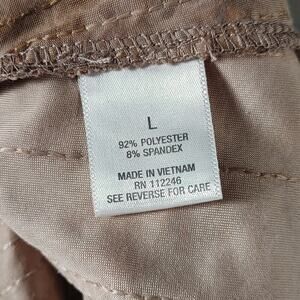 L
92% POLYESTER
8% SPANDEX
MADE IN VIETNAM
RN 112246
SEE REVERSE FOR CARE